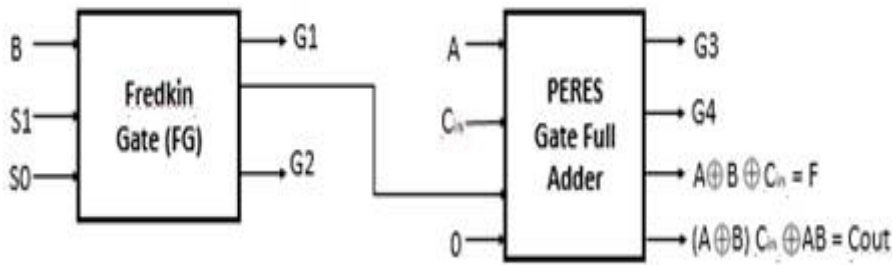 B
S1
S0
Fredkin
Gate (FG)
G1
G2
A
Cin
0
PERES
Gate Full
Adder
G3
G4
A⊕B⊕Cin = F
(A⊕B) Cin ⊕AB = Cout